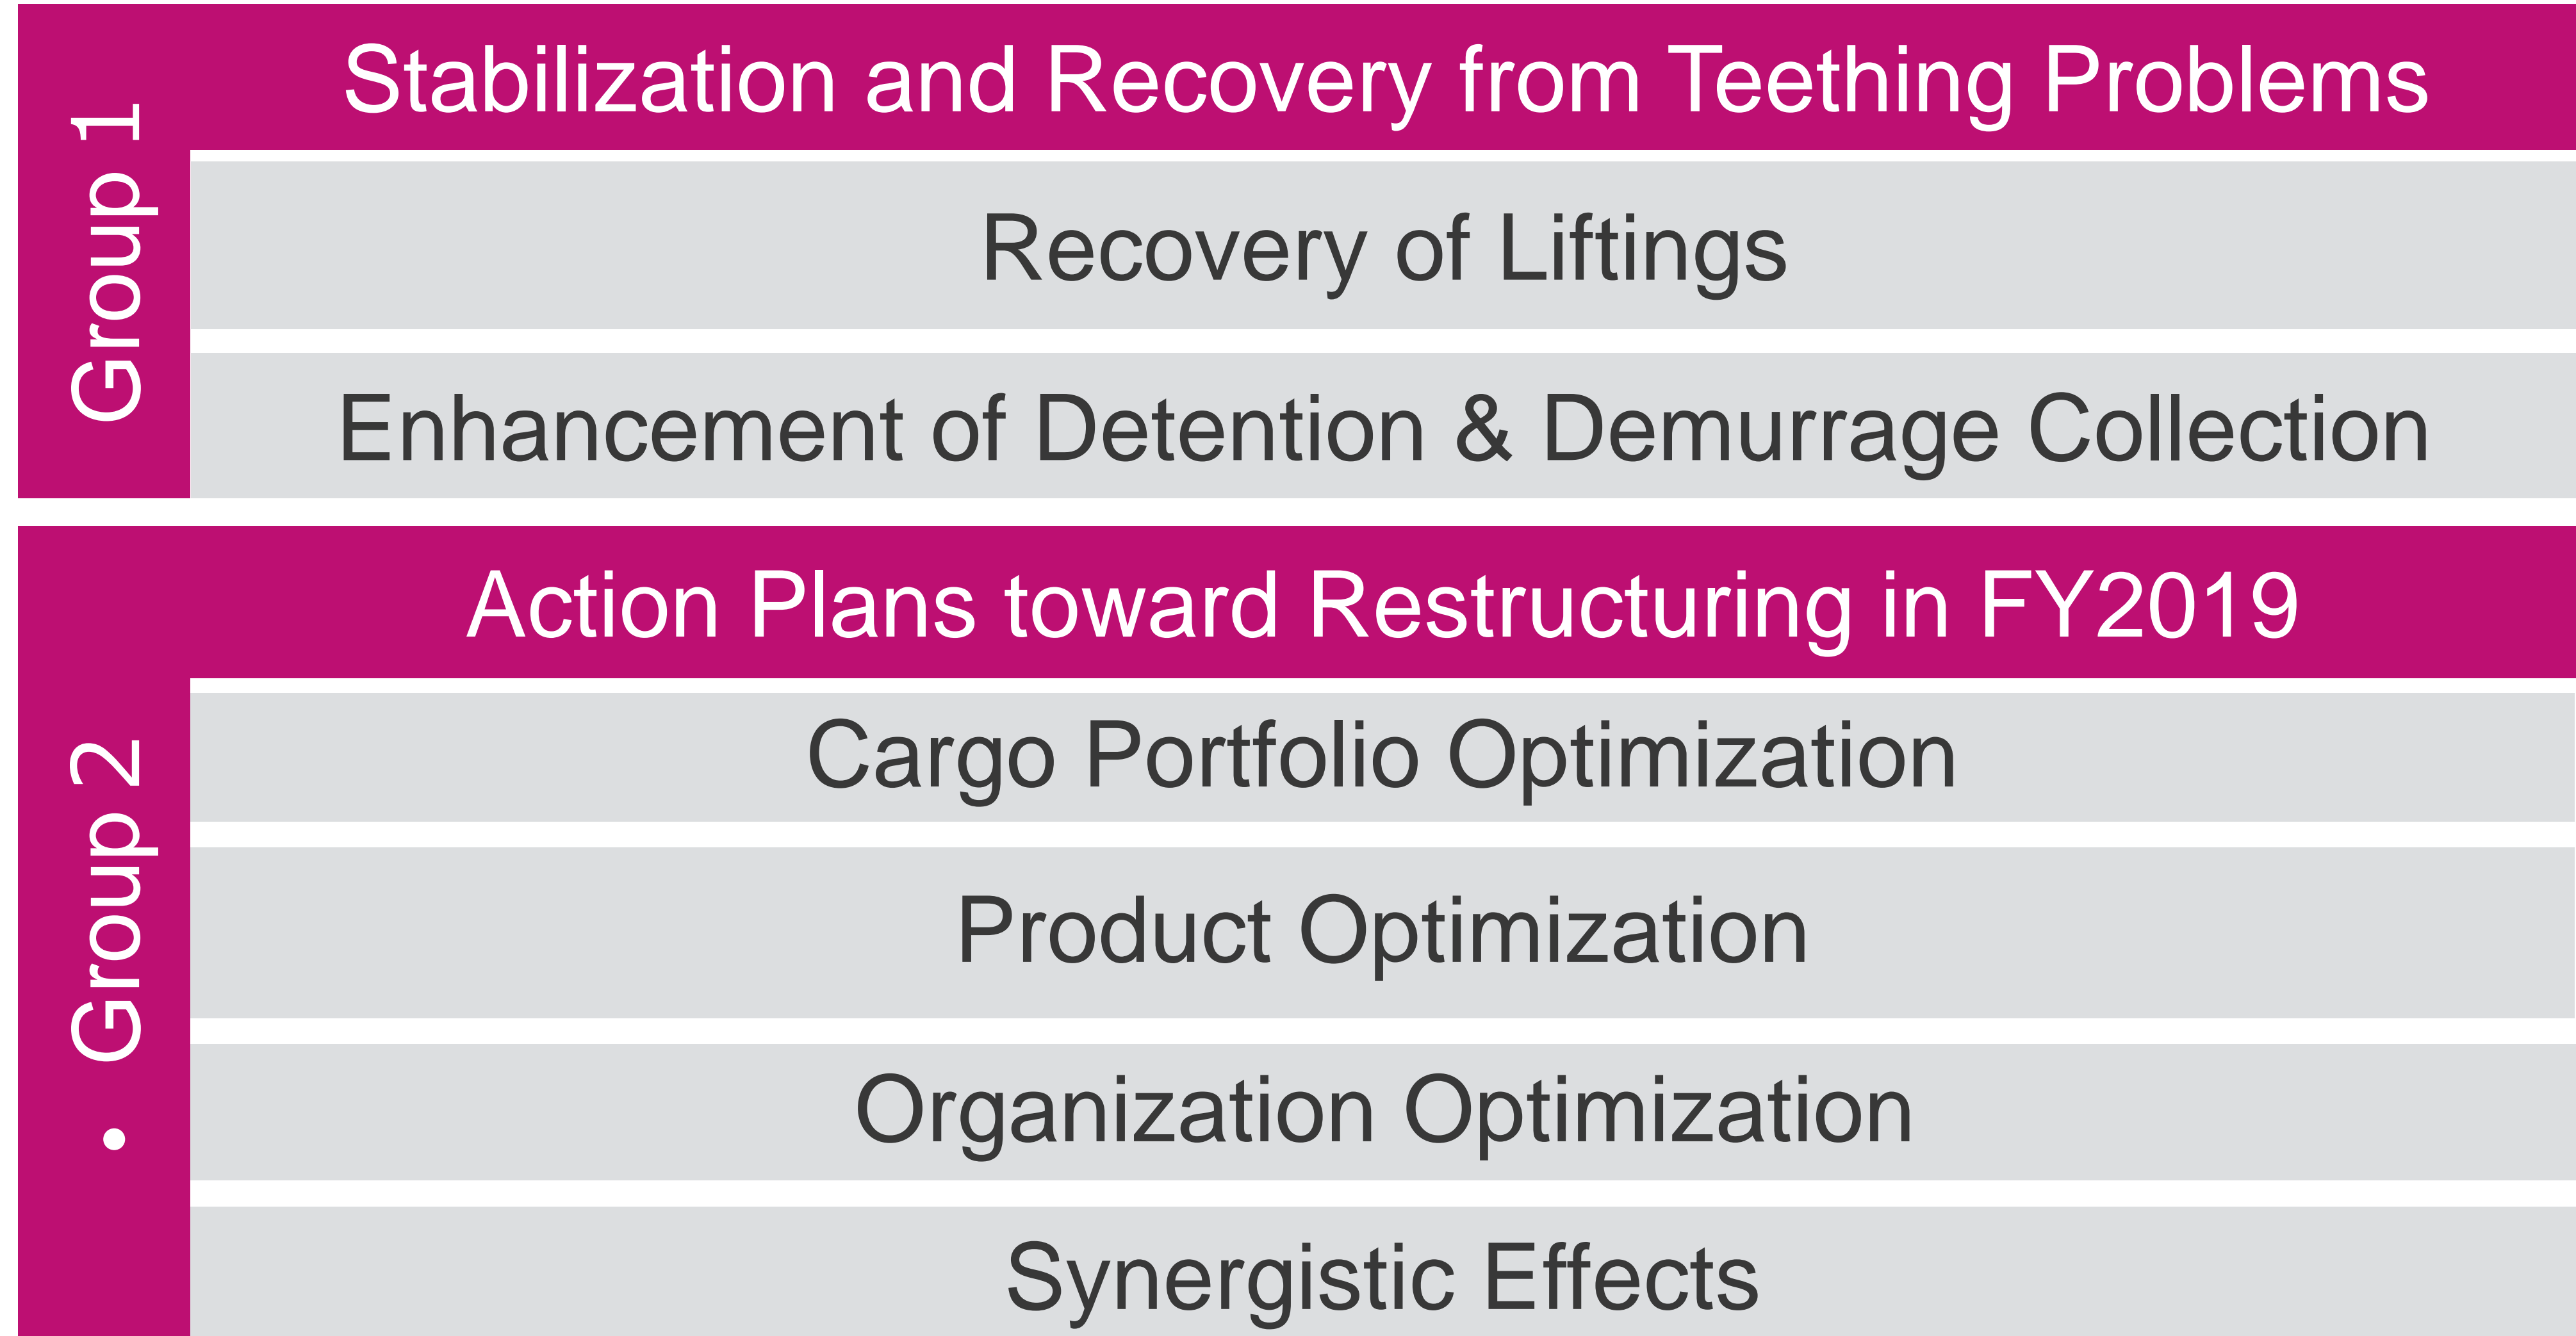 Group 1
Stabilization and Recovery from Teething Problems
Recovery of Liftings
Enhancement of Detention & Demurrage Collection
• Group 2
Action Plans toward Restructuring in FY2019
Cargo Portfolio Optimization
Product Optimization
Organization Optimization
Synergistic Effects